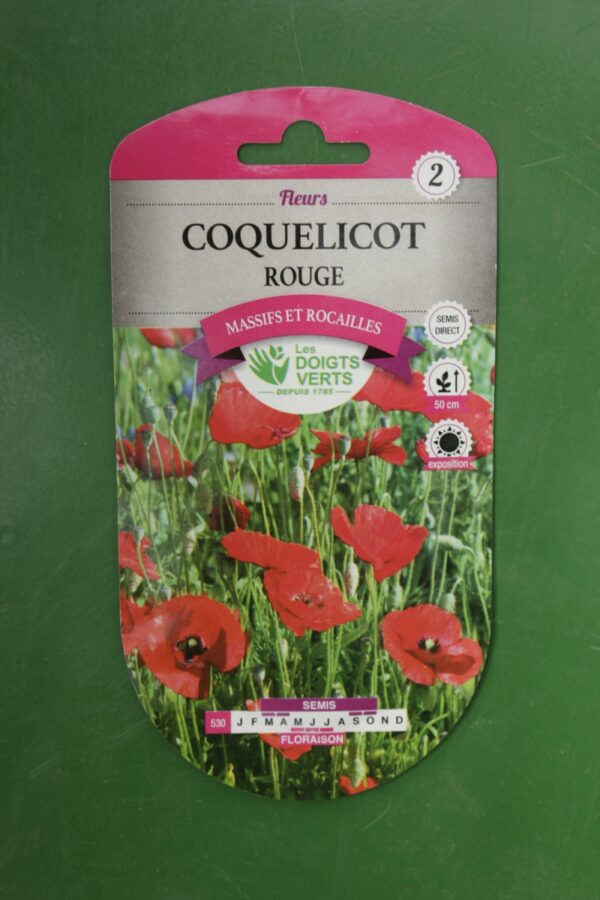 2
Fleurs
COQUELICOT
ROUGE
MASSIFS ET ROCAILLES
SEMIS
DIRECT
Les
DOIGTS
VERTS
DEPUIS 1785
50 cm
exposition
SEMIS
530 J F M A M J J A S O N D
FLORAISON